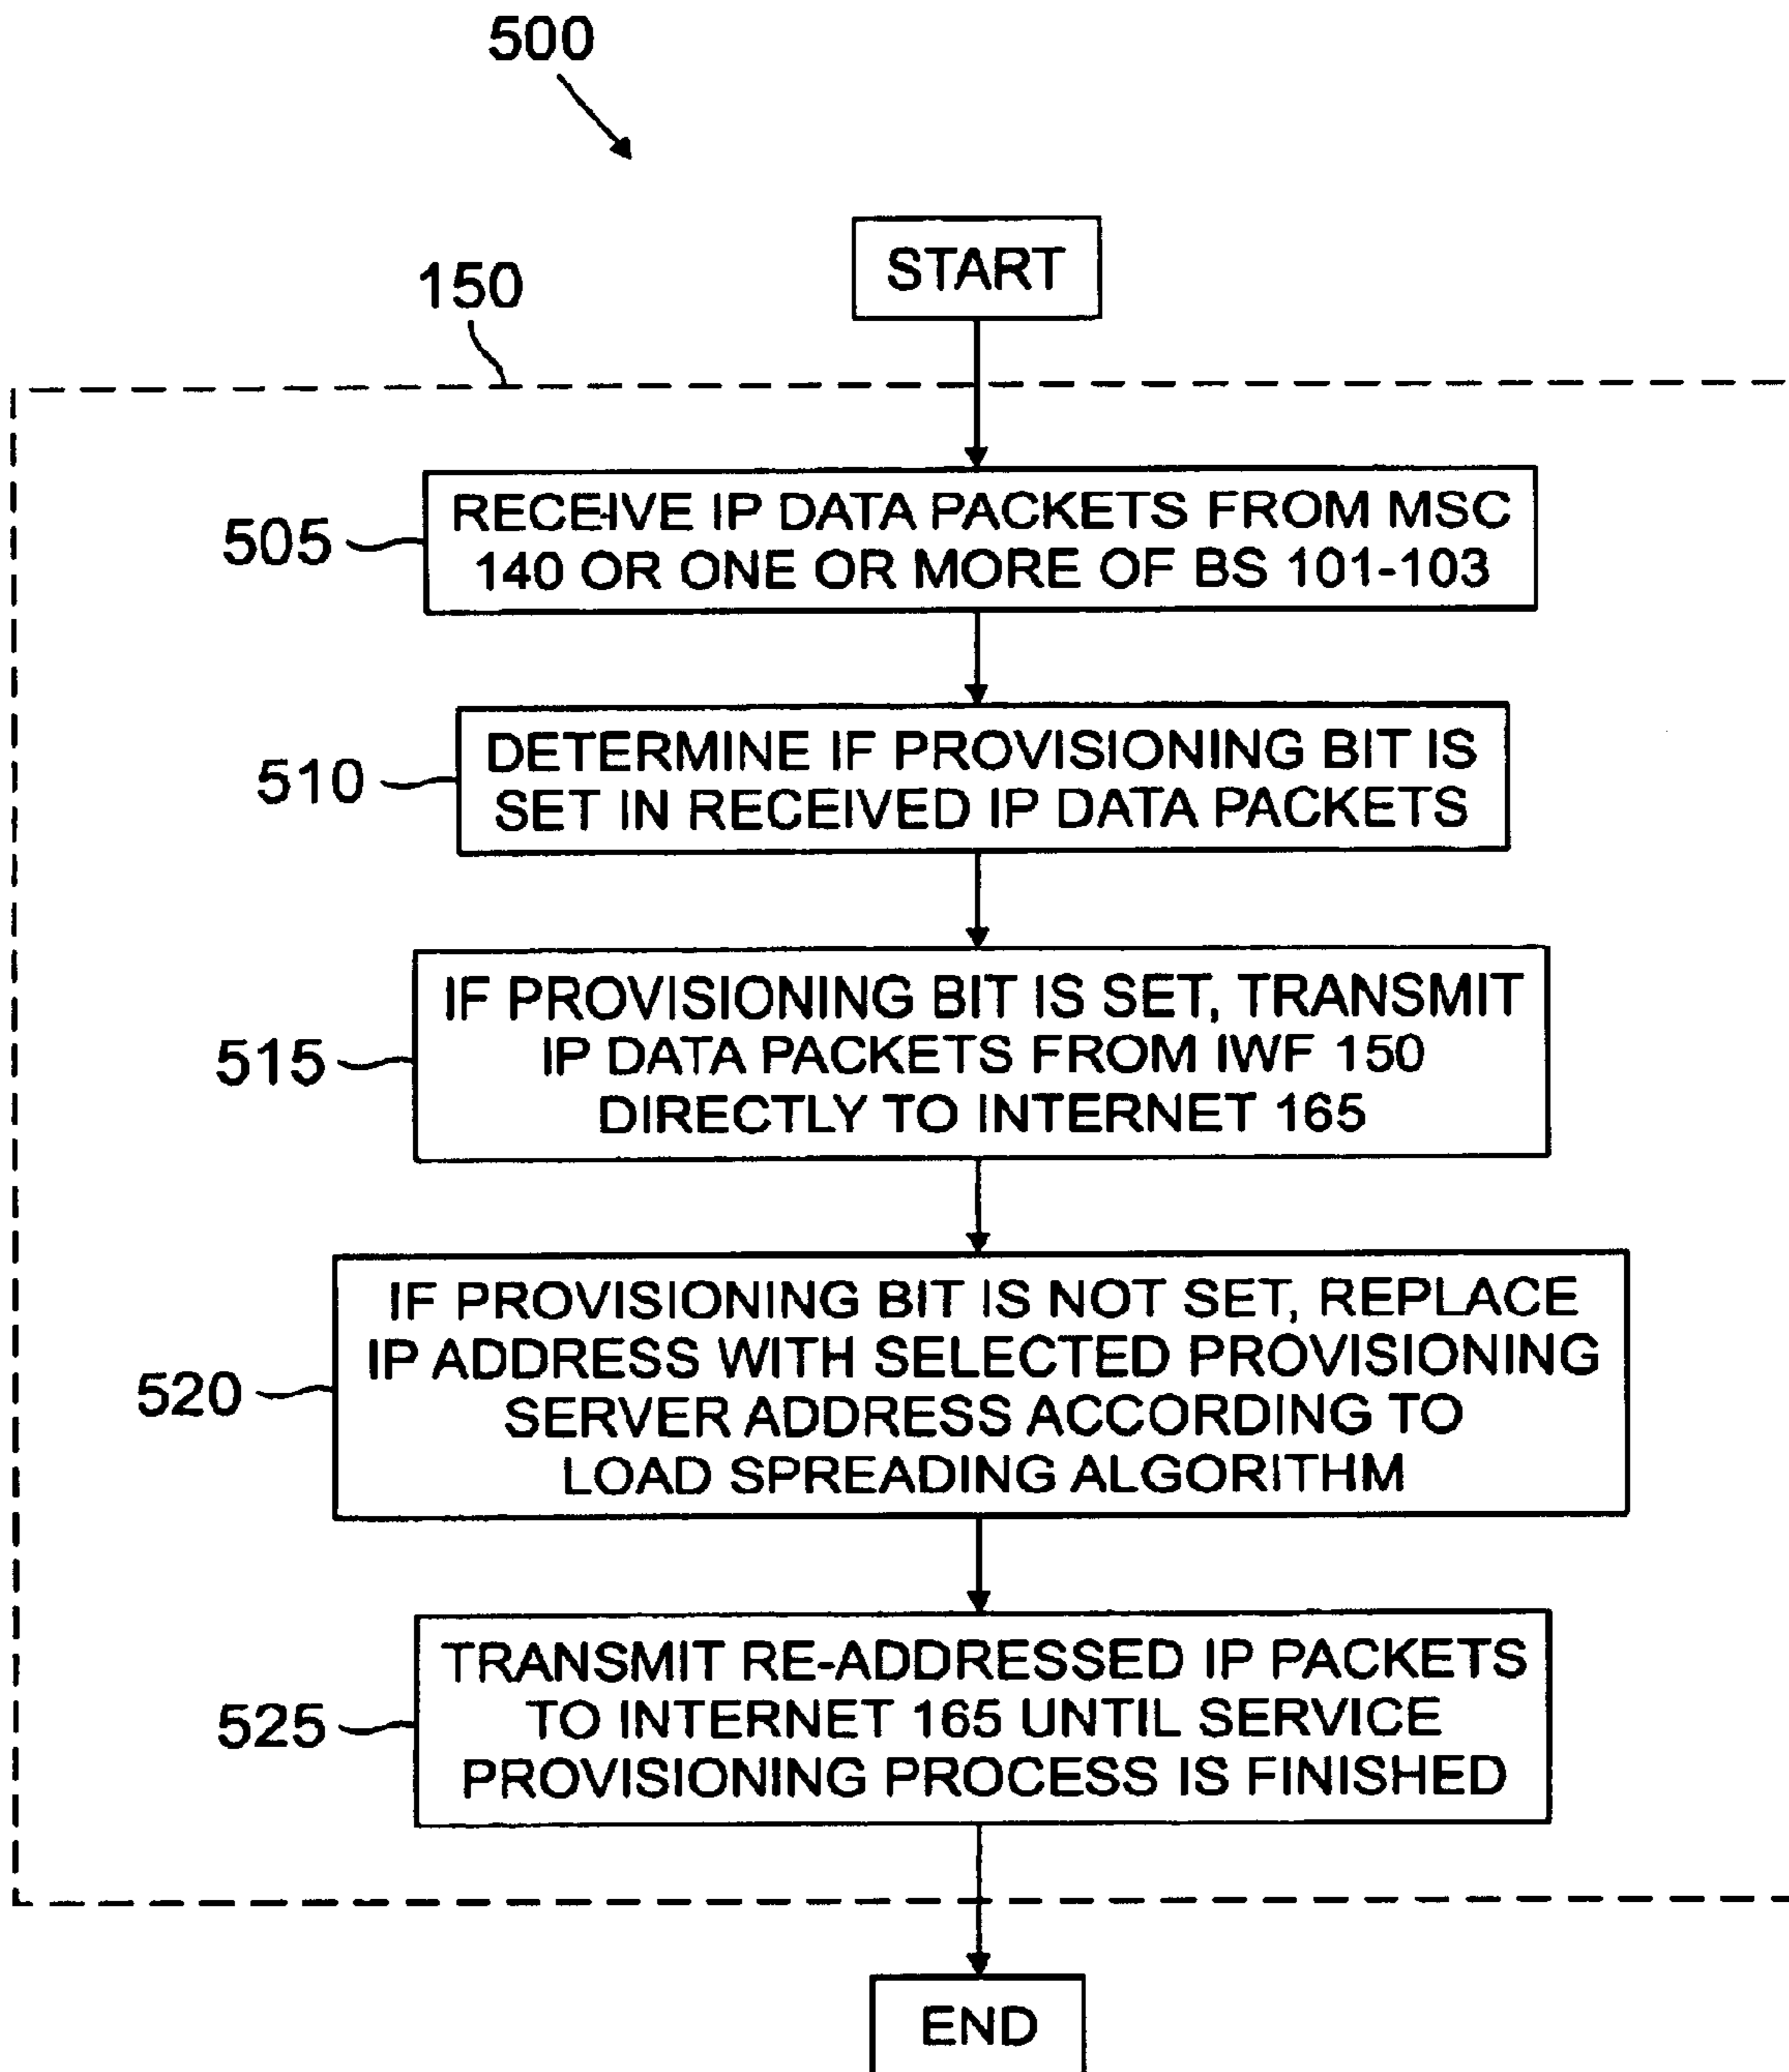 500
START
150
505
RECEIVE IP DATA PACKETS FROM MSC
140 OR ONE OR MORE OF BS 101-103
510
DETERMINE IF PROVISIONING BIT IS
SET IN RECEIVED IP DATA PACKETS
515
IF PROVISIONING BIT IS SET, TRANSMIT
IP DATA PACKETS FROM IWF 150
DIRECTLY TO INTERNET 165
520
IF PROVISIONING BIT IS NOT SET, REPLACE
IP ADDRESS WITH SELECTED PROVISIONING
SERVER ADDRESS ACCORDING TO
LOAD SPREADING ALGORITHM
525
TRANSMIT RE-ADDRESSED IP PACKETS
TO INTERNET 165 UNTIL SERVICE
PROVISIONING PROCESS IS FINISHED
END